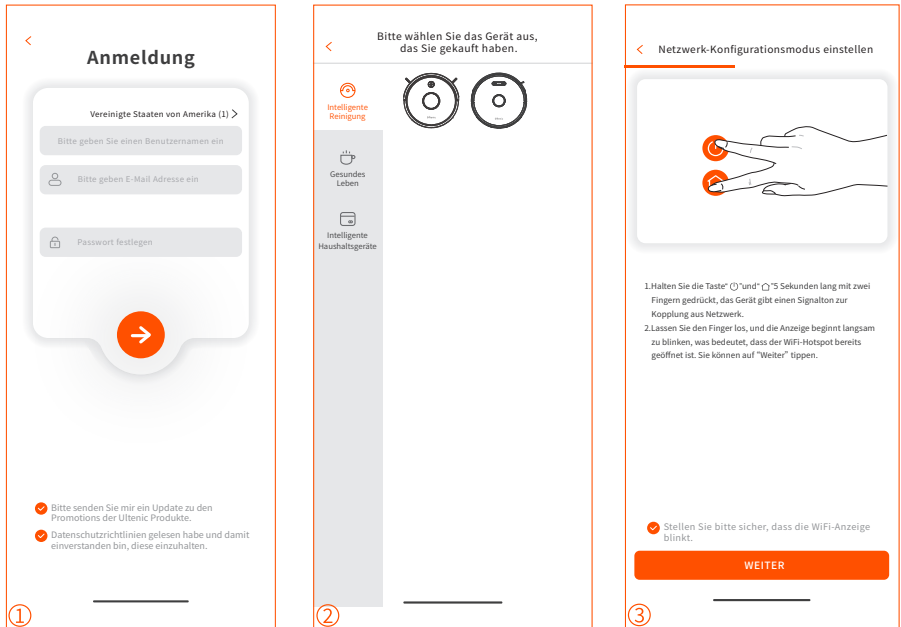 Anmeldung
Vereinigte Staaten von Amerika (1)
Bitte geben Sie einen Benutzernamen ein
Bitte geben E-Mail Adresse ein
Passwort festlegen
Bitte senden Sie mir ein Update zu den
Promotions der Ultenic Produkte.
Datenschutzrichtlinien gelesen habe und damit
einverstanden bin, diese einzuhalten.
①
Bitte wählen Sie das Gerät aus,
das Sie gekauft haben.
Intelligente
Reinigung
Gesundes
Leben
Intelligente
Haushaltsgeräte
②
Netzwerk-Konfigurationsmodus einstellen
1.Halten Sie die Taste“ ”und“ ”5 Sekunden lang mit zwei
Fingern gedrückt, das Gerät gibt einen Signalton zur
Kopplung aus Netzwerk.
2.Lassen Sie den Finger los, und die Anzeige beginnt langsam
zu blinken, was bedeutet, dass der WiFi-Hotspot bereits
geöffnet ist. Sie können auf “Weiter” tippen.
Stellen Sie bitte sicher, dass die WiFi-Anzeige
blinkt.
WEITER
③